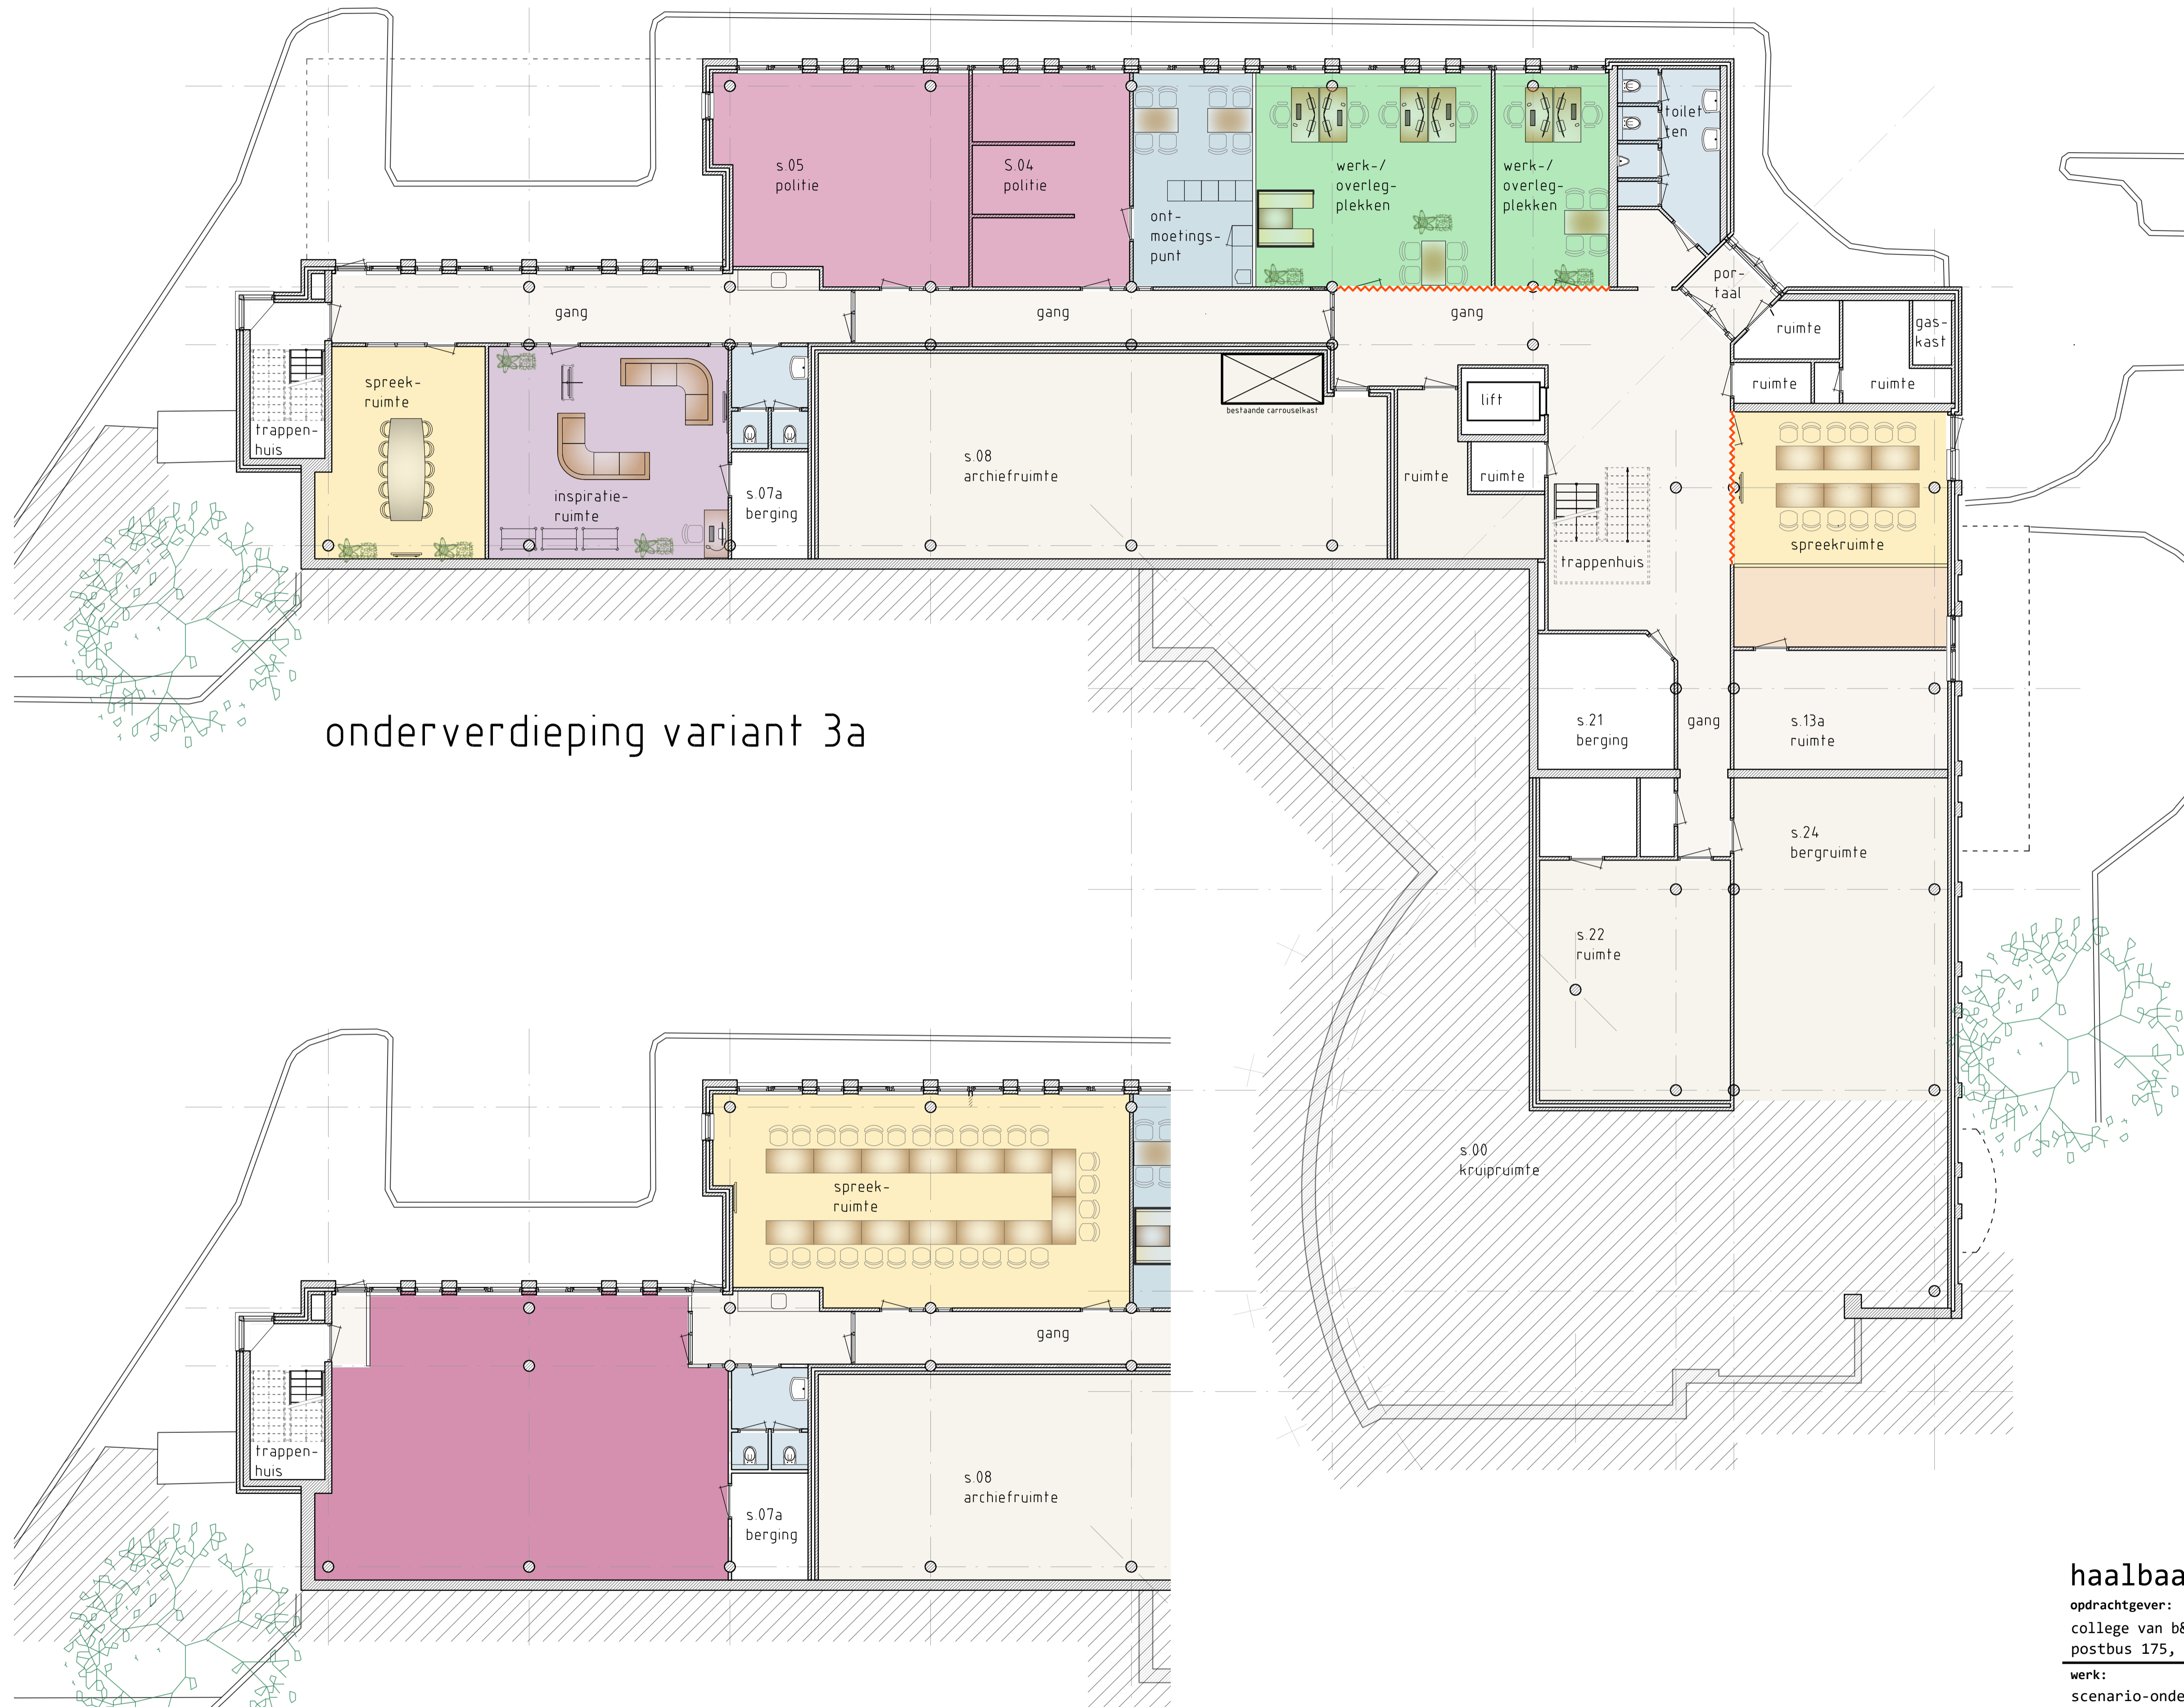 s.05
politie
S.04
politie
ont-
moetings-
punt
werk-/
overleg-
plekken
werk-/
overleg-
plekken
toilet
ten
por-
taal
gang
gang
gang
ruimte
gas-
kast
ruimte
ruimte
spreek-
ruimte
trappen-
huis
inspiratie-
ruimte
s.07a
berging
bestaande carrouselkast
s.08
archiefruimte
lift
ruimte
ruimte
trappenhuis
spreekruimte
onderverdieping variant 3a
s.21
berging
gang
s.13a
ruimte
s.24
bergruimte
s.22
ruimte
s.00
kruipruimte
spreek-
ruimte
gang
trappen-
huis
s.07a
berging
s.08
archiefruimte
haalbaa
opdrachtgever:
college van b&
postbus 175,
werk:
scenario-onde